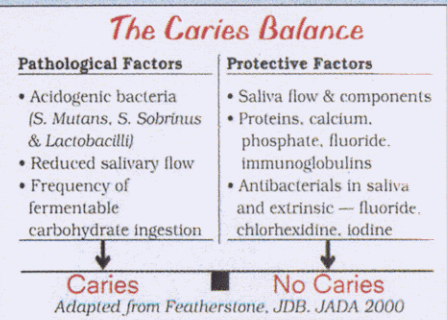 The Caries Balance
Pathological Factors
• Acidogenic bacteria
(S. Mutans, S. Sobrinus
& Lactobacilli)
• Reduced salivary flow
• Frequency of
fermentable
carbohydrate ingestion
Protective Factors
• Saliva flow & components
• Proteins, calcium,
phosphate, fluoride,
immunoglobulins
• Antibacterials in saliva
and extrinsic — fluoride,
chlorhexidine, iodine
Caries
No Caries
Adapted from Featherstone, JDB, JADA 2000